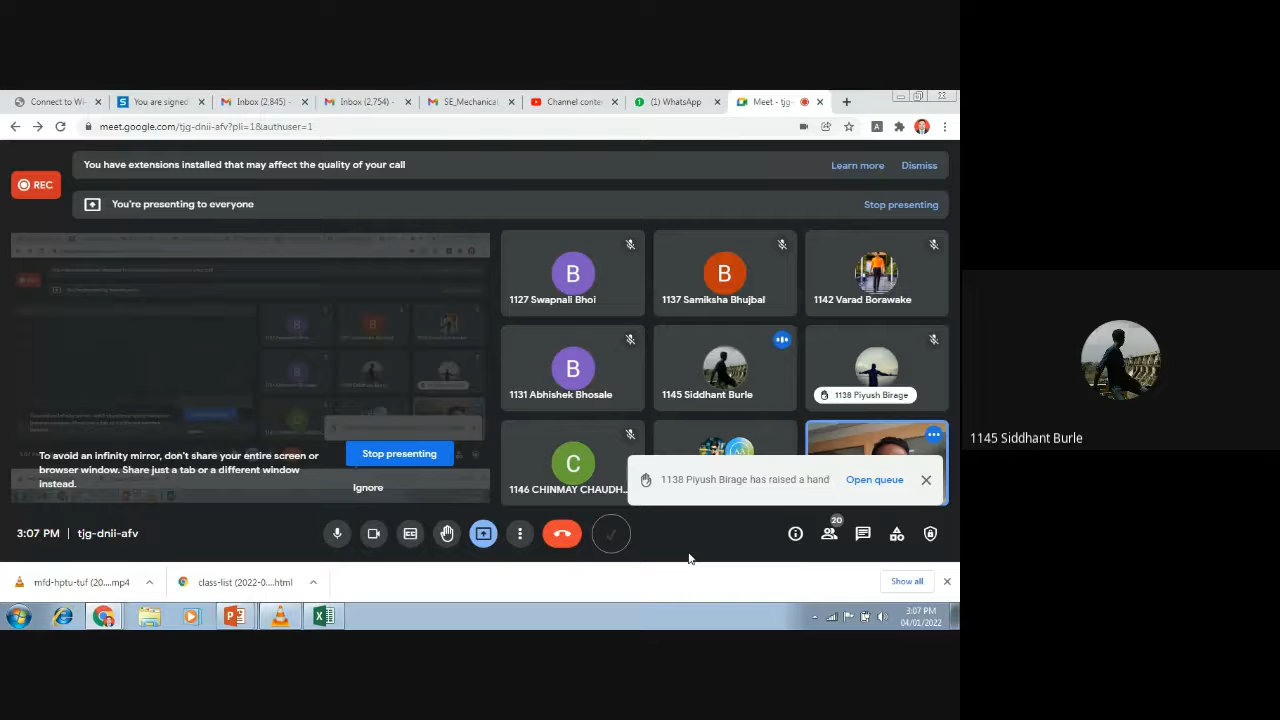 Connect to Wi-
You are signed
Inbox (2,845) -
Inbox (2,754) -
SE_Mechanical
Channel conte
(1) WhatsApp
Meet - tjg-
meet.google.com/tjg-dnii-afv?pli=1&authuser=1
REC
You have extensions installed that may affect the quality of your call
Learn more
Dismiss
You're presenting to everyone
Stop presenting
B
1127 Swapnali Bhoi
B
1137 Samiksha Bhujbal
1142 Varad Borawake
B
1131 Abhishek Bhosale
1145 Siddhant Burle
1138 Piyush Birage
To avoid an infinity mirror, don't share your entire screen or
browser window. Share just a tab or a different window
instead.
Stop presenting
Ignore
C
1146 CHINMAY CHAUDH...
1138 Piyush Birage has raised a hand
Open queue
1145 Siddhant Burle
3:07 PM | tjg-dnii-afv
20
mfd-hptu-tuf (20....mp4
class-list (2022-0....html
Show all
3:07 PM
04/01/2022